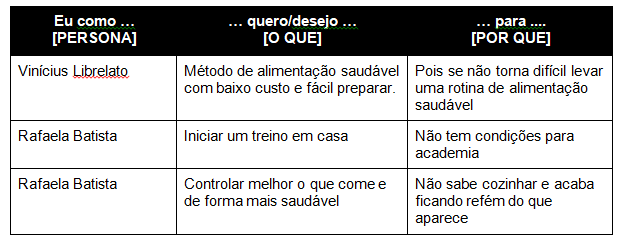 Eu como … … quero/desejo … … para ....
[PERSONA] [O QUE] [POR QUE]
Vinícius Librelato
Método de alimentação saudável
com baixo custo e fácil preparar.
Pois se não torna difícil levar
uma rotina de alimentação
saudável
Rafaela Batista
Iniciar um treino em casa
Não tem condições para
academia
Rafaela Batista
Controlar melhor o que come e
de forma mais saudável
Não sabe cozinhar e acaba
ficando refém do que
aparece